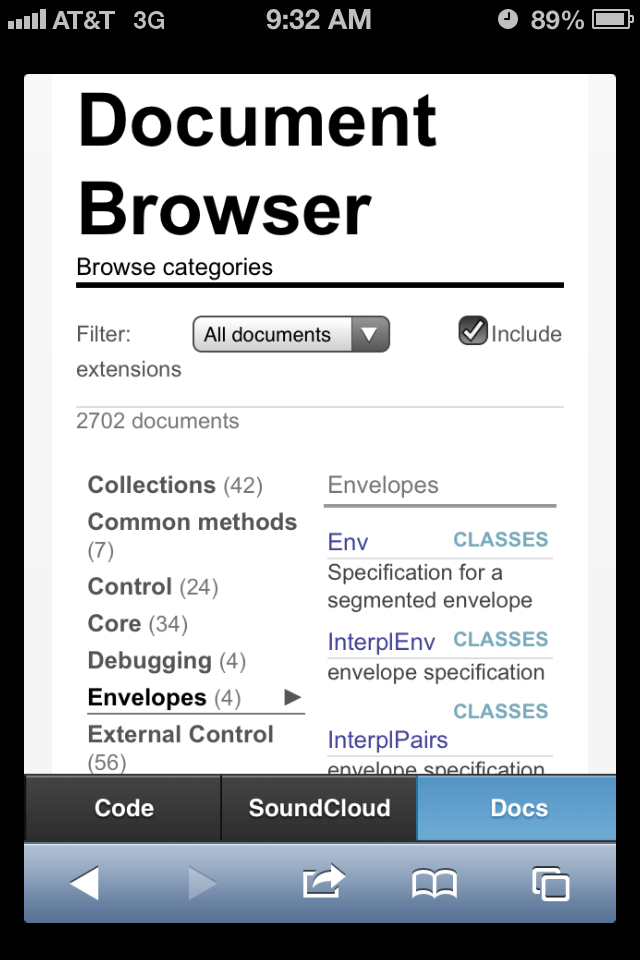 AT&T 3G 9:32 AM 89%
Document
Browser
Browse categories
Filter: All documents Include
extensions
2702 documents
Collections (42)
Common methods
(7)
Control (24)
Core (34)
Debugging (4)
Envelopes (4)
External Control
(56)
Envelopes
Env CLASSES
Specification for a
segmented envelope
InterplEnv CLASSES
envelope specification
CLASSES
InterplPairs
envelope specification
Code SoundCloud Docs